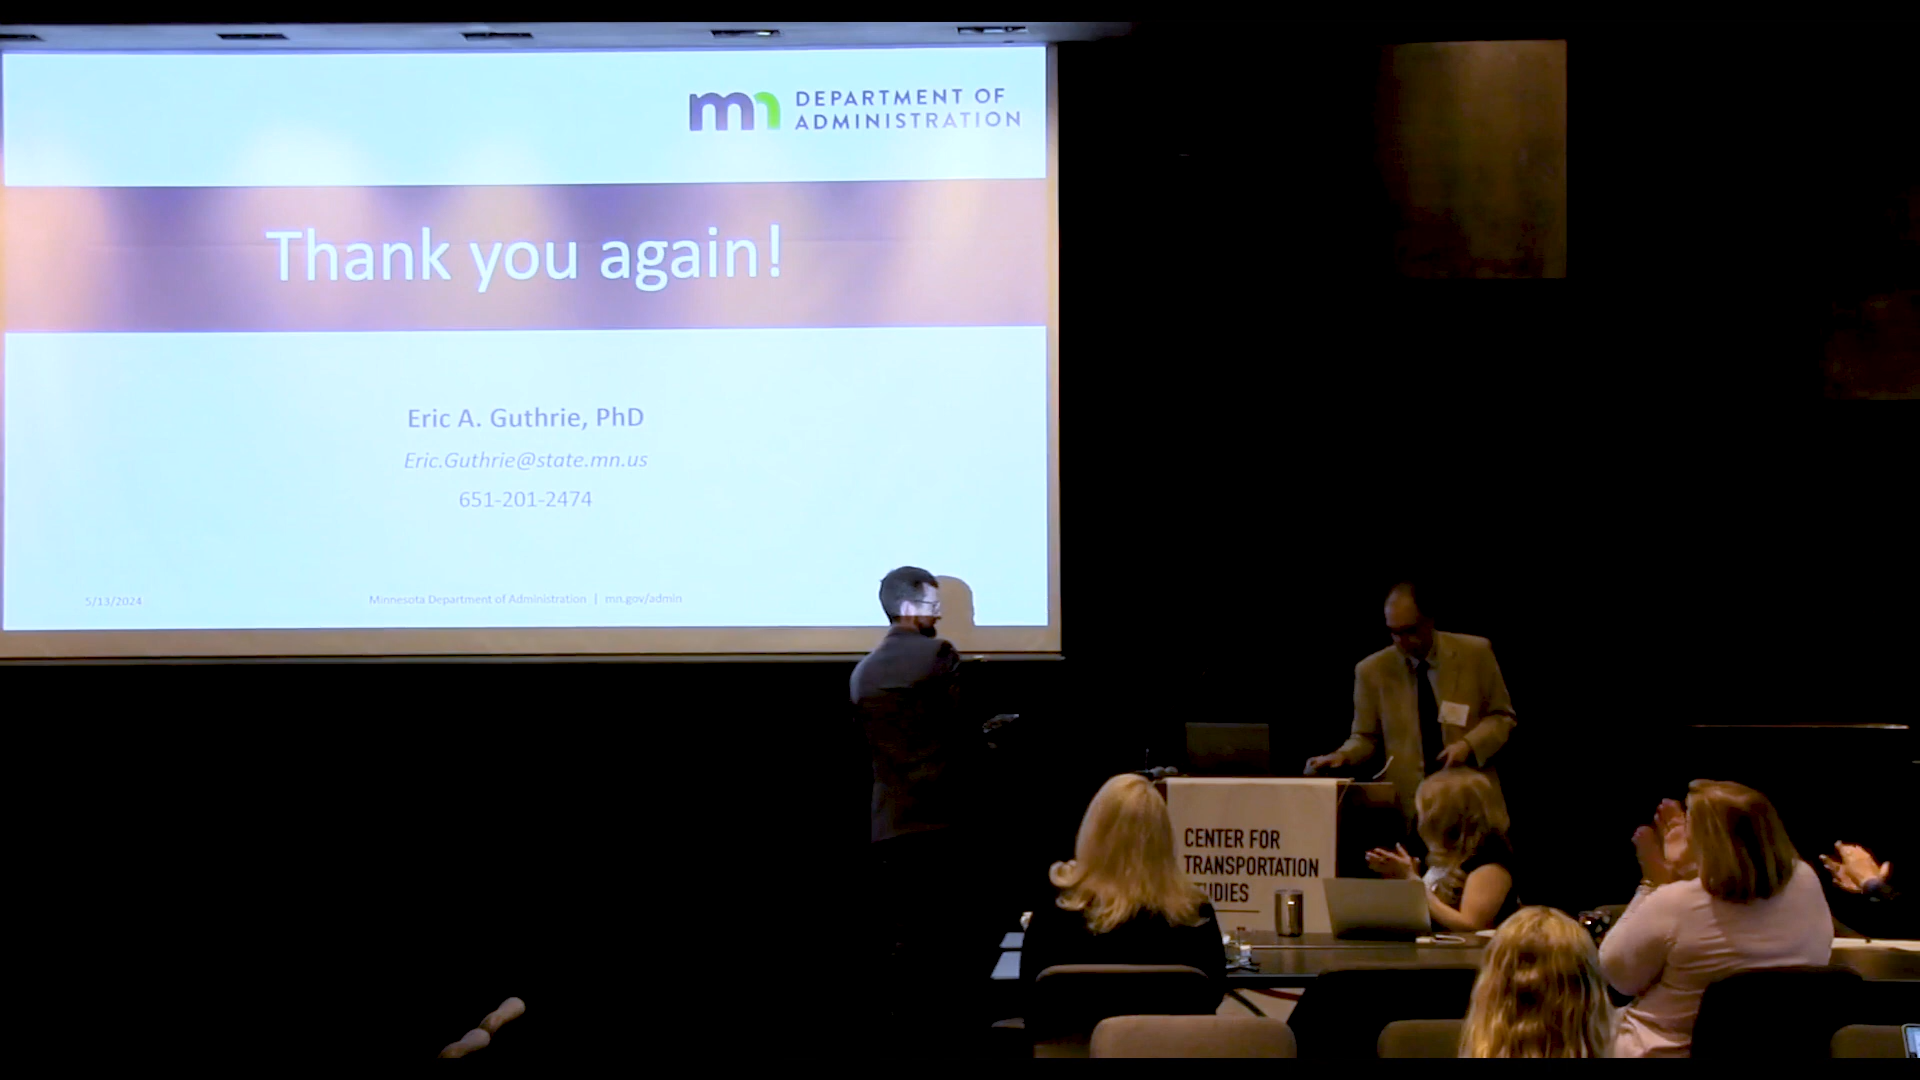 mn DEPARTMENT OF
ADMINISTRATION
Thank you again!
Eric A. Guthrie, PhD
Eric.Guthrie@state.mn.us
651-201-2474
5/13/2024
Minnesota Department of Administration | mn.gov/admin
CENTER FOR
TRANSPORTATION